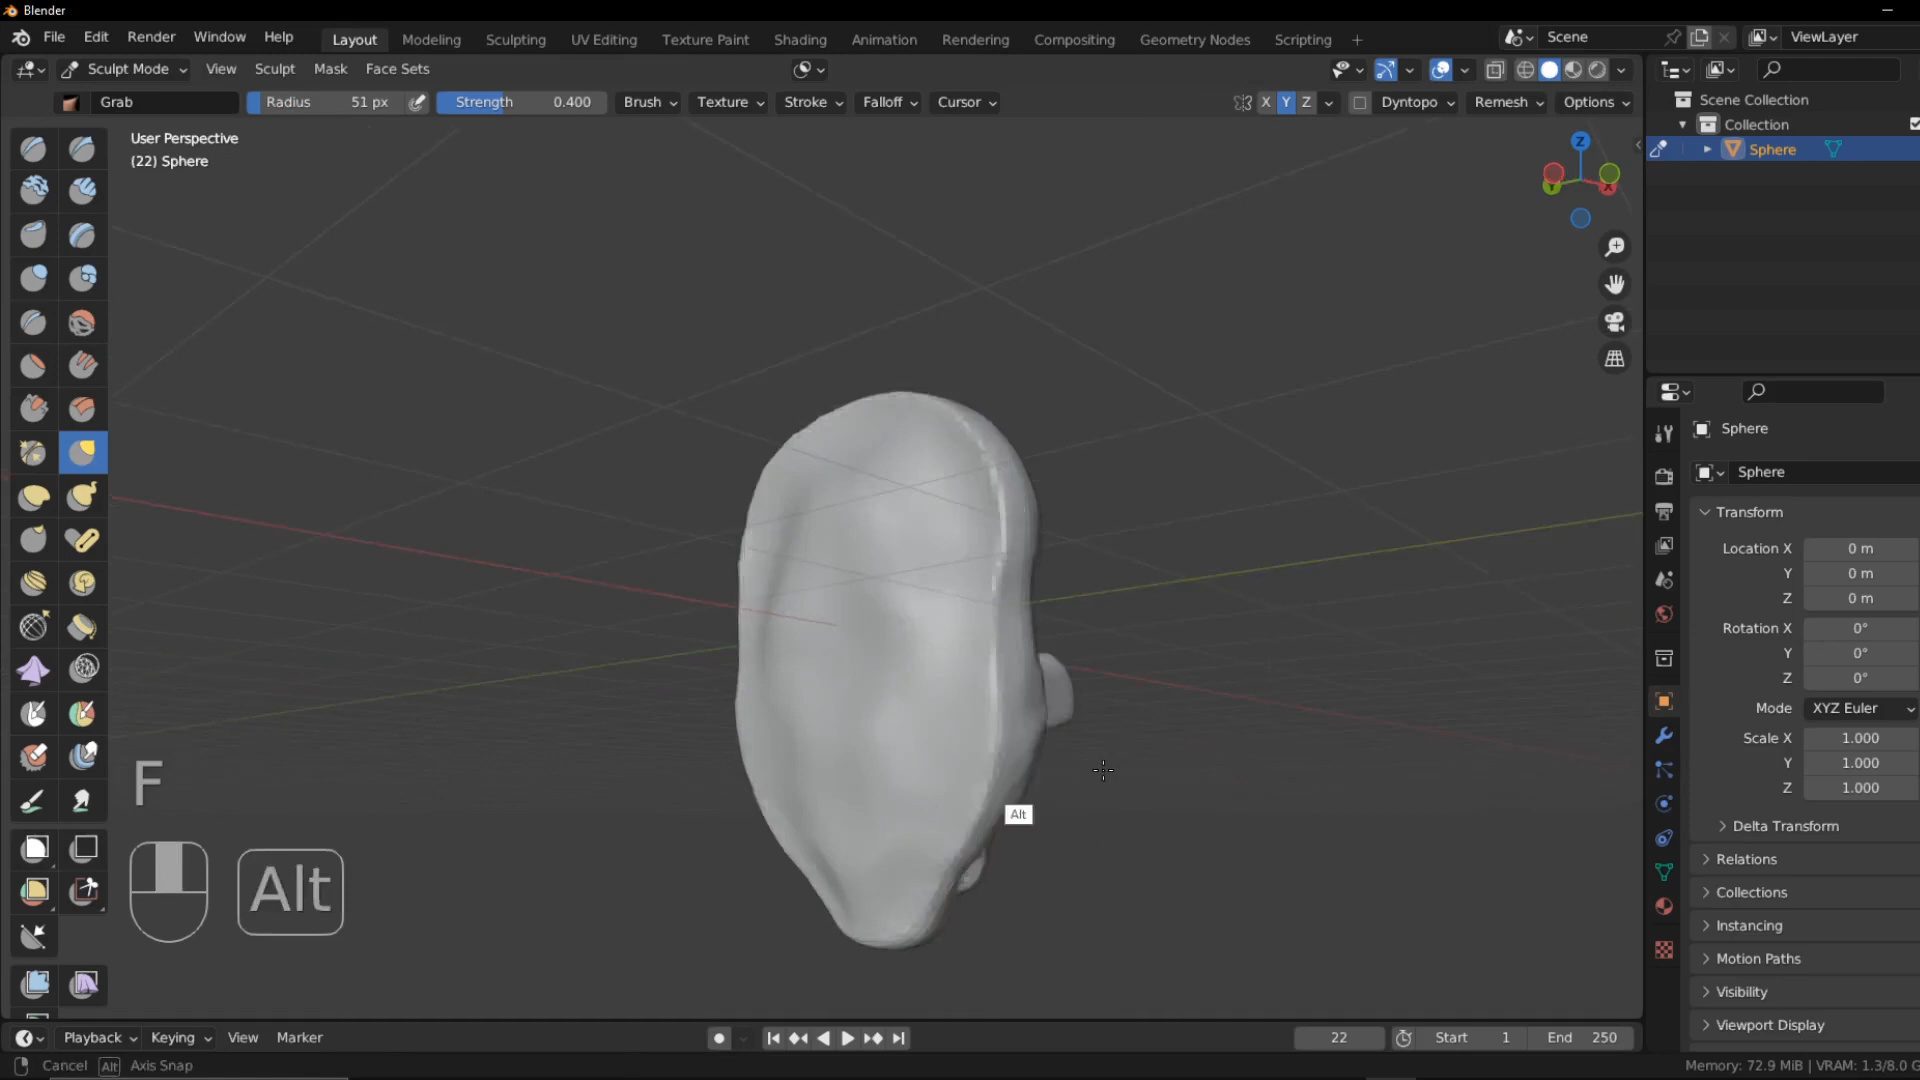 Blender
File Edit Render Window Help Layout Modeling Sculpting UV Editing Texture Paint Shading Animation Rendering Compositing Geometry Nodes Scripting + Scene ViewLayer
Sculpt Mode View Sculpt Mask Face Sets
Grab Radius 51 px Strength 0.400 Brush Texture Stroke Falloff Cursor X Y Z Dyntopo Remesh Options
User Perspective
(22) Sphere
Z
Y X
Scene Collection
Collection
Sphere
Sphere
Sphere
Transform
Location X 0 m
Y 0 m
Z 0 m
Rotation X 0°
Y 0°
Z 0°
Mode XYZ Euler
Scale X 1.000
Y 1.000
Z 1.000
Delta Transform
Relations
Collections
Instancing
Motion Paths
Visibility
Viewport Display
F
Alt
Alt
Playback Keying View Marker 22 Start 1 End 250
Cancel Alt Axis Snap Memory: 72.9 MiB | VRAM: 1.3/8.0 G